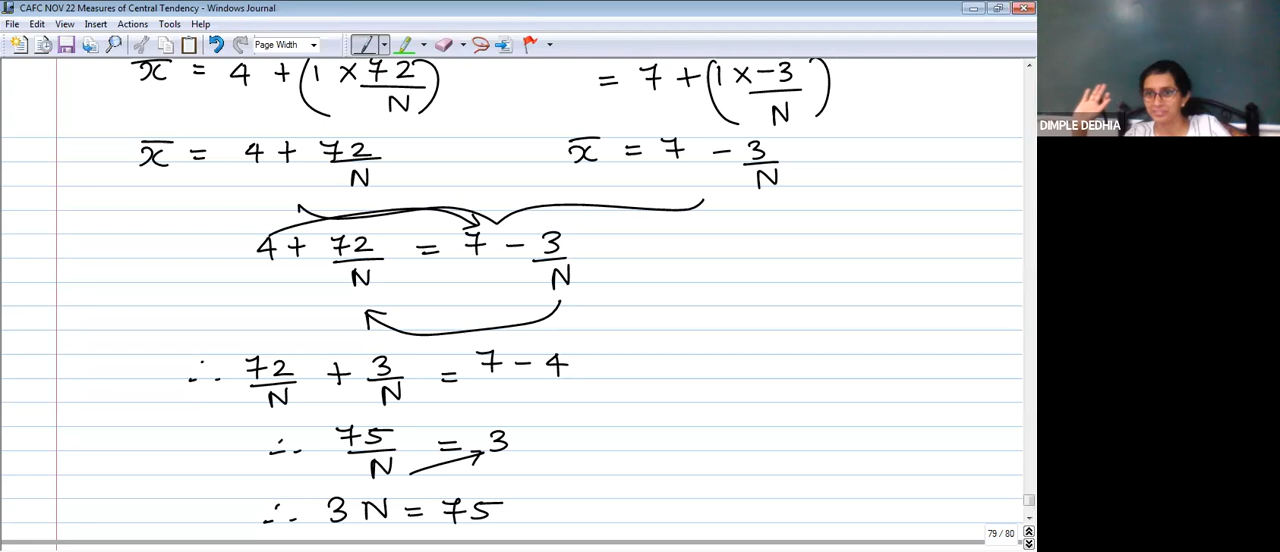 CAFC NOV 22 Measures of Central Tendency - Windows Journal
File Edit View Insert Actions Tools Help
Page Width
x̄ = 4 + (1 × 72/N) = 7 + (1 × -3/N)
x̄ = 4 + 72/N x̄ = 7 - 3/N
4 + 72/N = 7 - 3/N
∴ 72/N + 3/N = 7 - 4
∴ 75/N = 3
∴ 3N = 75
79 / 80
DIMPLE DEDHIA